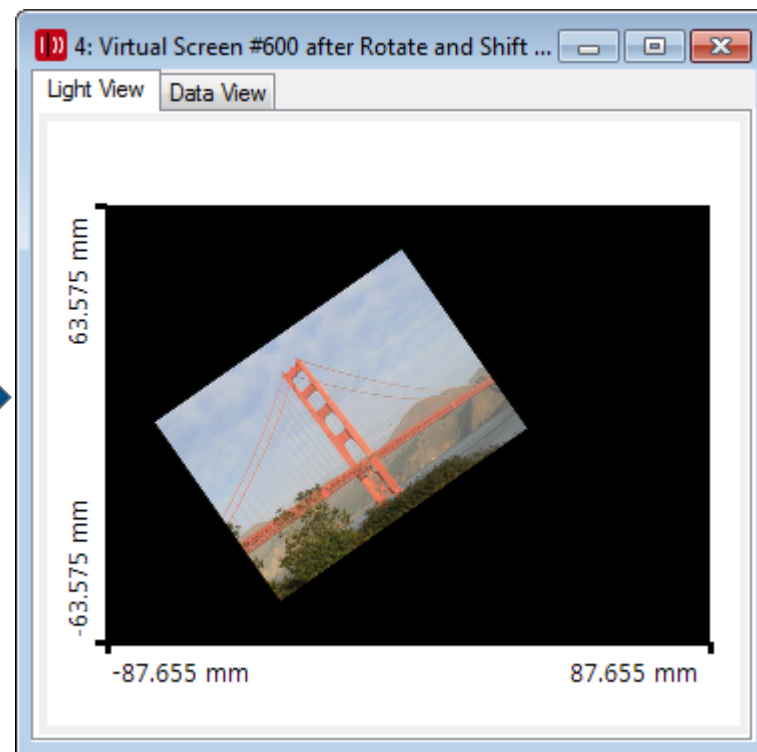 4: Virtual Screen #600 after Rotate and Shift ...
Light View Data View
63.575 mm
-63.575 mm
-87.655 mm 87.655 mm